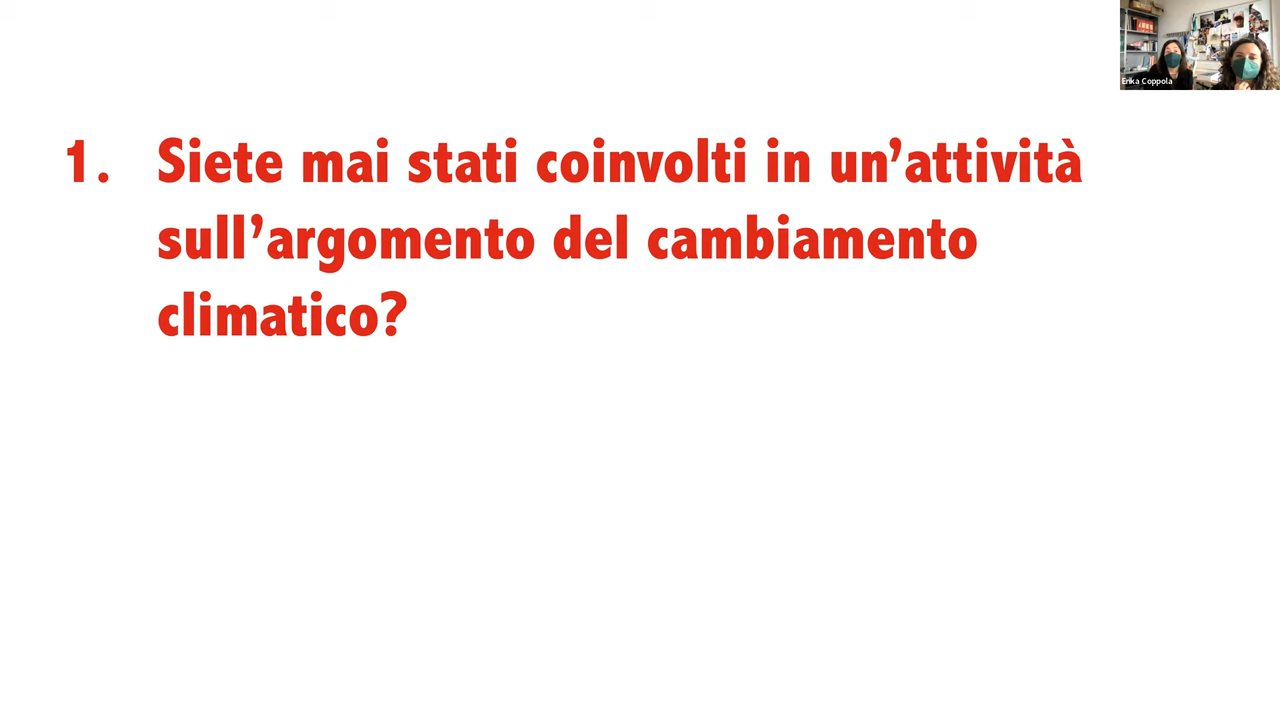 Erika Coppola
1. Siete mai stati coinvolti in un’attività
sull’argomento del cambiamento
climatico?